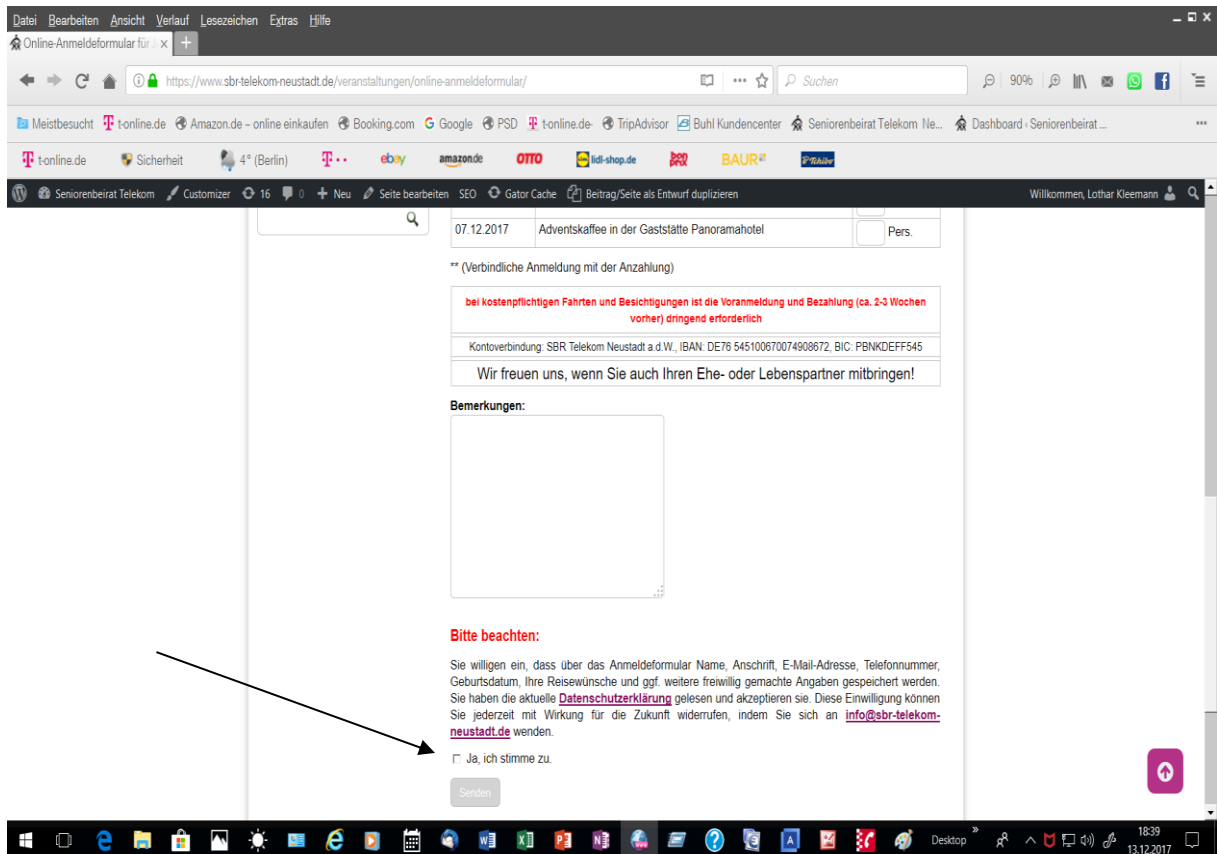 Datei Bearbeiten Ansicht Verlauf Lesezeichen Extras Hilfe
Online-Anmeldeformular für
https://www.sbr-telekom-neustadt.de/veranstaltungen/online-anmeldeformular/
Suchen
90%
Meistbesucht t-online.de Amazon.de – online einkaufen Booking.com Google PSD t-online.de- TripAdvisor Buhl Kundencenter Seniorenbeirat Telekom Ne... Dashboard ‹ Seniorenbeirat ...
t-online.de Sicherheit 4° (Berlin) ebay amazon.de OTTO lidl-shop.de BAUR Tchibo
Seniorenbeirat Telekom Customizer 16 0 Neu Seite bearbeiten SEO Gator Cache Beitrag/Seite als Entwurf duplizieren Willkommen, Lothar Kleemann
07.12.2017 Adventskaffee in der Gaststätte Panoramahotel Pers.
** (Verbindliche Anmeldung mit der Anzahlung)
bei kostenpflichtigen Fahrten und Besichtigungen ist die Voranmeldung und Bezahlung (ca. 2-3 Wochen
vorher) dringend erforderlich
Kontoverbindung: SBR Telekom Neustadt a.d.W., IBAN: DE76 545100670074908672, BIC: PBNKDEFF545
Wir freuen uns, wenn Sie auch Ihren Ehe- oder Lebenspartner mitbringen!
Bemerkungen:
Bitte beachten:
Sie willigen ein, dass über das Anmeldeformular Name, Anschrift, E-Mail-Adresse, Telefonnummer,
Geburtsdatum, Ihre Reisewünsche und ggf. weitere freiwillig gemachte Angaben gespeichert werden.
Sie haben die aktuelle Datenschutzerklärung gelesen und akzeptieren sie. Diese Einwilligung können
Sie jederzeit mit Wirkung für die Zukunft widerrufen, indem Sie sich an info@sbr-telekom-
neustadt.de wenden.
Ja, ich stimme zu.
Senden
Desktop
18:39
13.12.2017